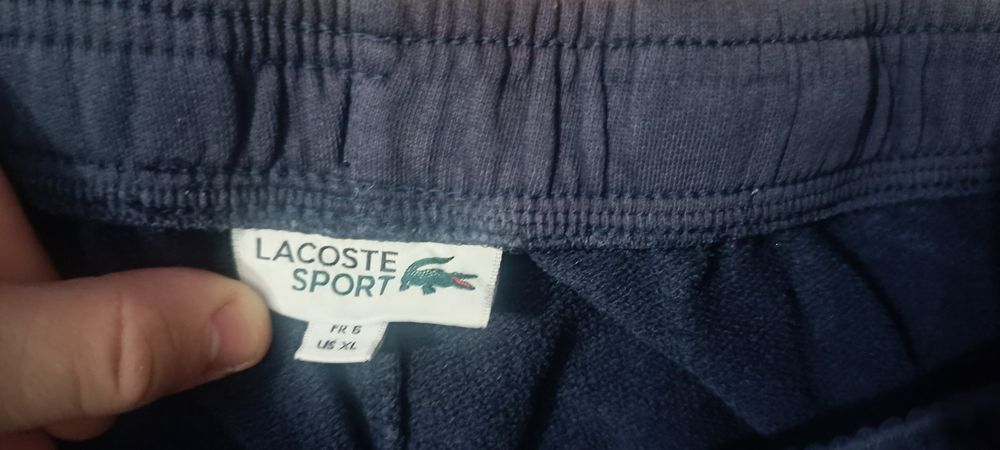 LACOSTE
SPORT
FR 6
US XL